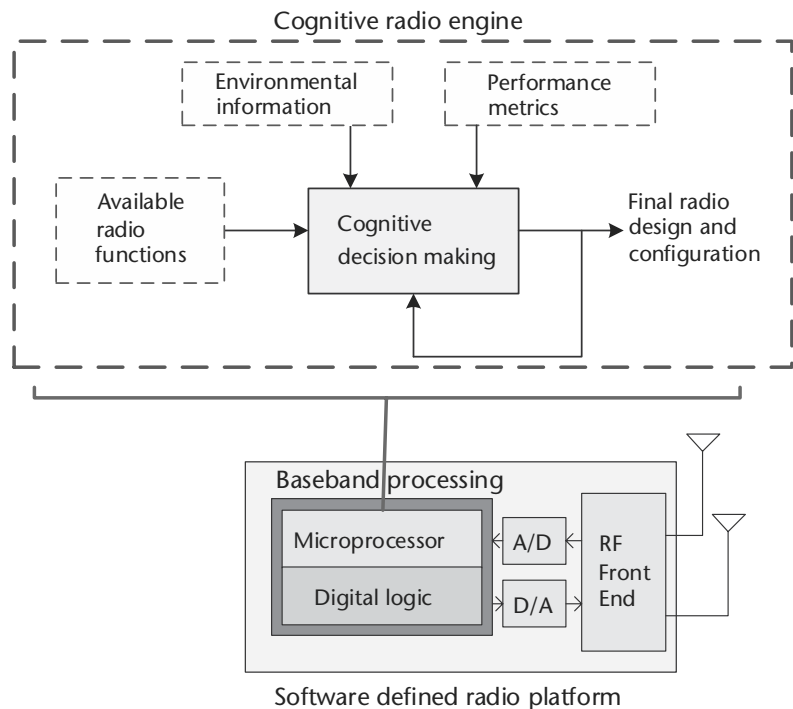 Cognitive radio engine
Environmental
information
Performance
metrics
Available
radio
functions
Cognitive
decision making
Final radio
design and
configuration
Baseband processing
Microprocessor
Digital logic
A/D
D/A
RF
Front
End
Software defined radio platform